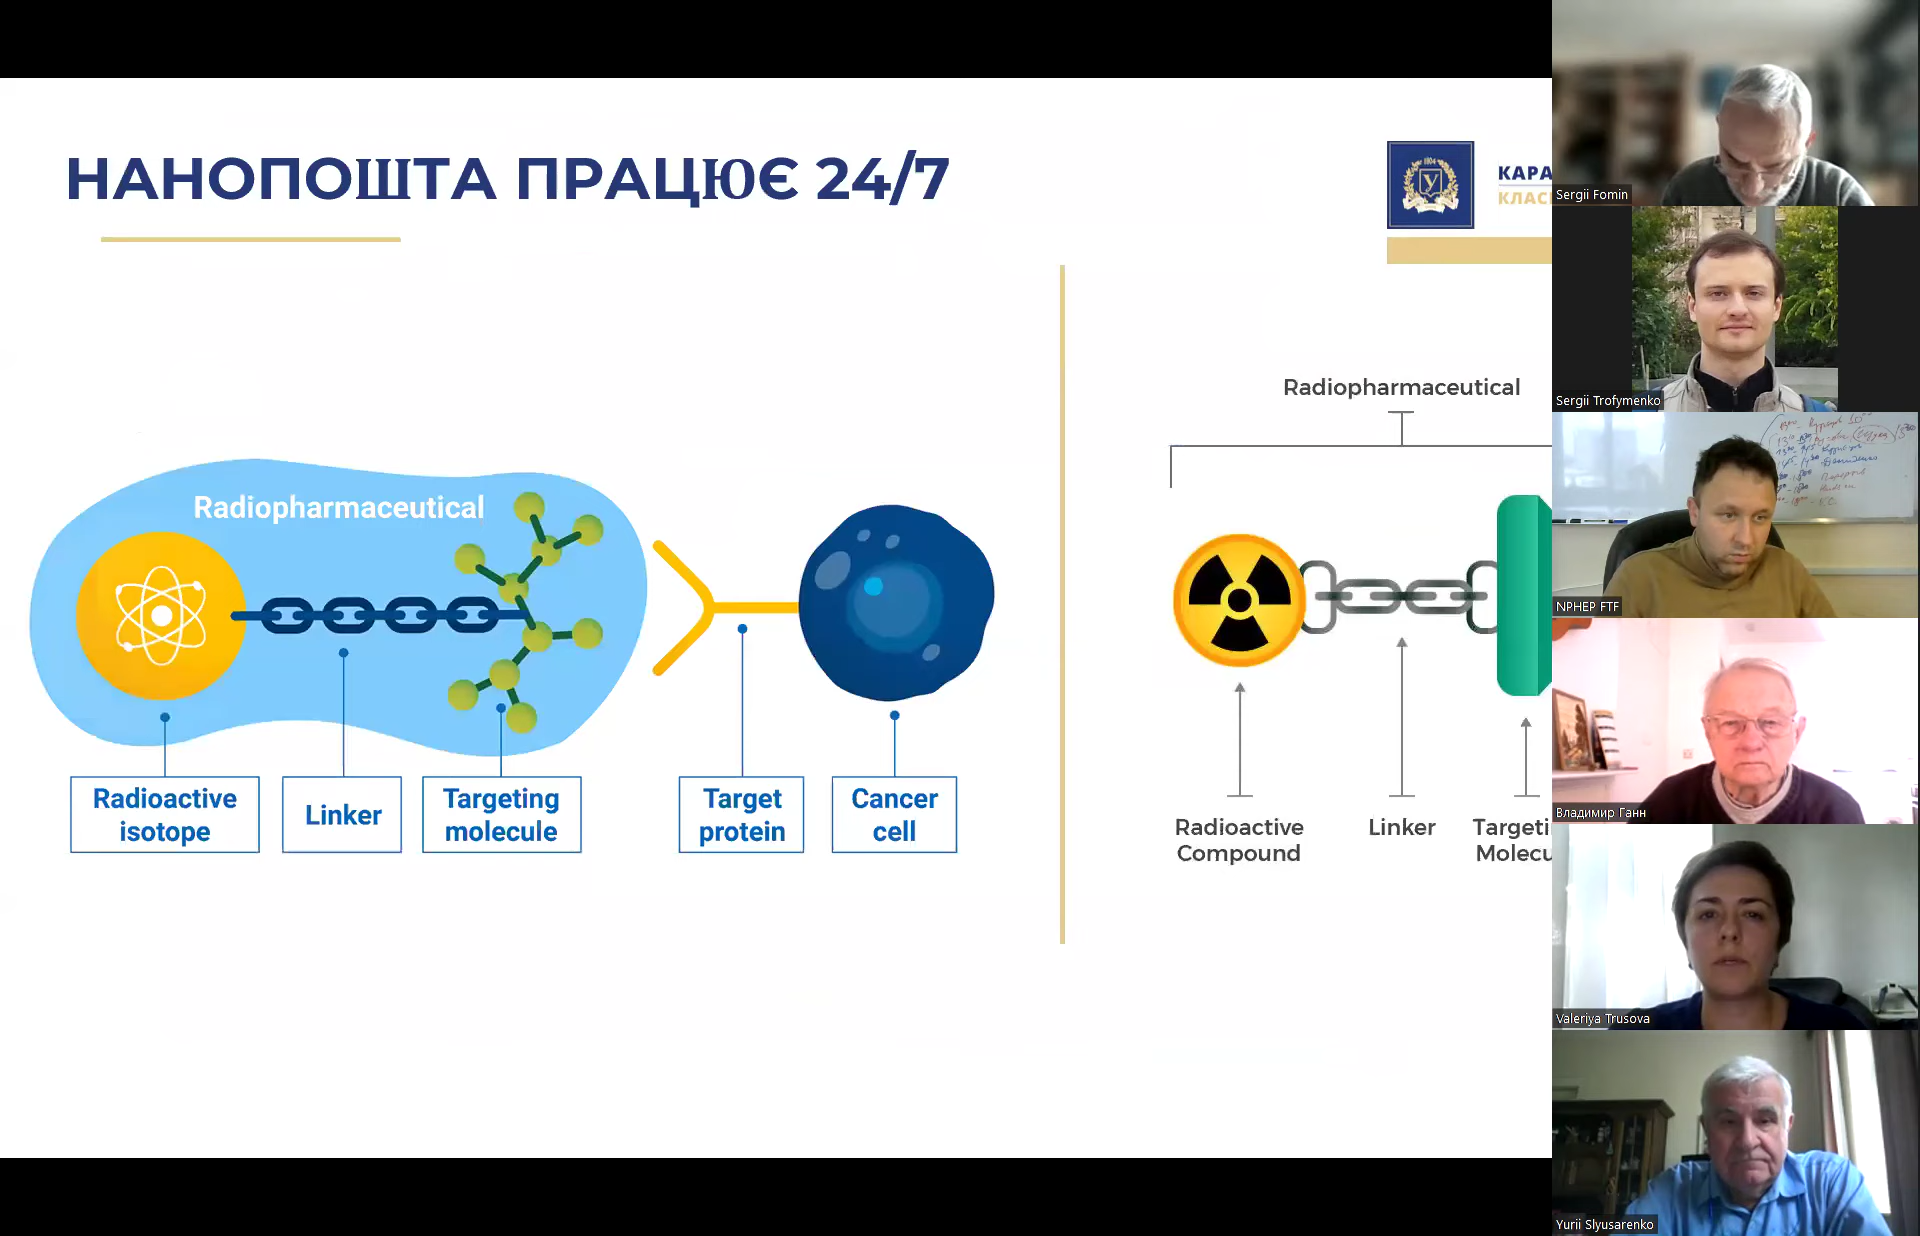 НАНОПОШТА ПРАЦЮЄ 24/7
1804
У
КАРА
КЛАС
Radiopharmaceutical
Radioactive
isotope
Linker
Targeting
molecule
Target
protein
Cancer
cell
Radiopharmaceutical
Radioactive
Compound
Linker
Targeti
Molecu
Sergii Fomin
Sergii Trofymenko
NPHEP FTF
Владимир Ганн
Valeriya Trusova
Yurii Slyusarenko